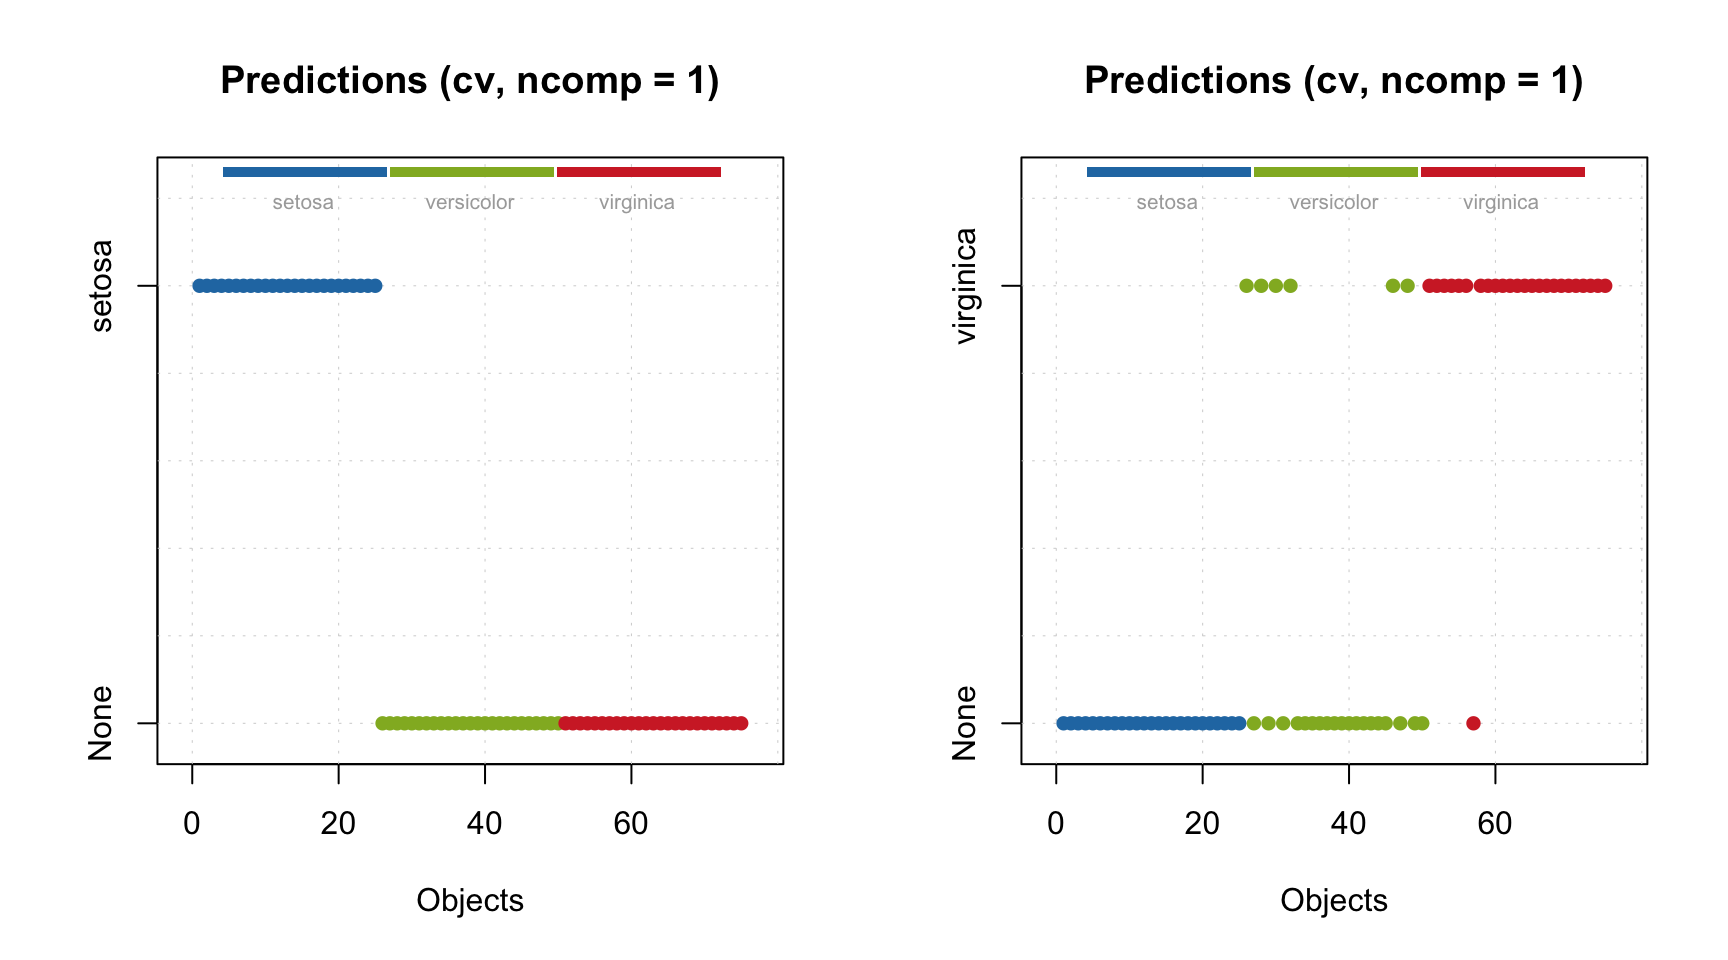 Predictions (cv, ncomp = 1)
setosa versicolor virginica
setosa
None
0 20 40 60
Objects
Predictions (cv, ncomp = 1)
setosa versicolor virginica
virginica
None
0 20 40 60
Objects